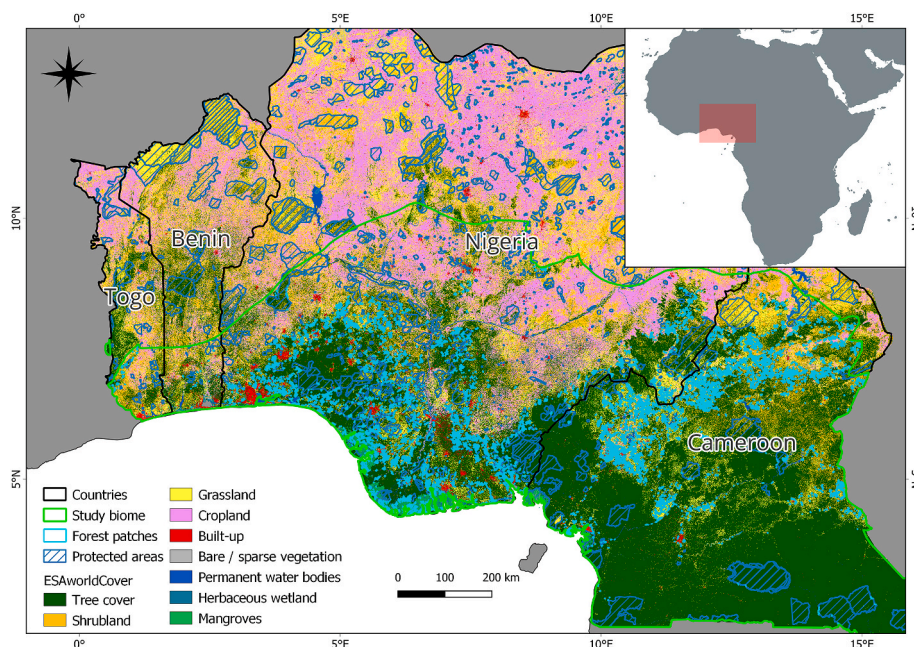 0° 5°E 10°E 15°E
10°N
Benin
Nigeria
Togo
Cameroon
5°N
Countries
Study biome
Forest patches
Protected areas
ESAworldCover
Tree cover
Shrubland
Grassland
Cropland
Built-up
Bare / sparse vegetation
Permanent water bodies
Herbaceous wetland
Mangroves
0 100 200 km
0° 5°E 10°E 15°E